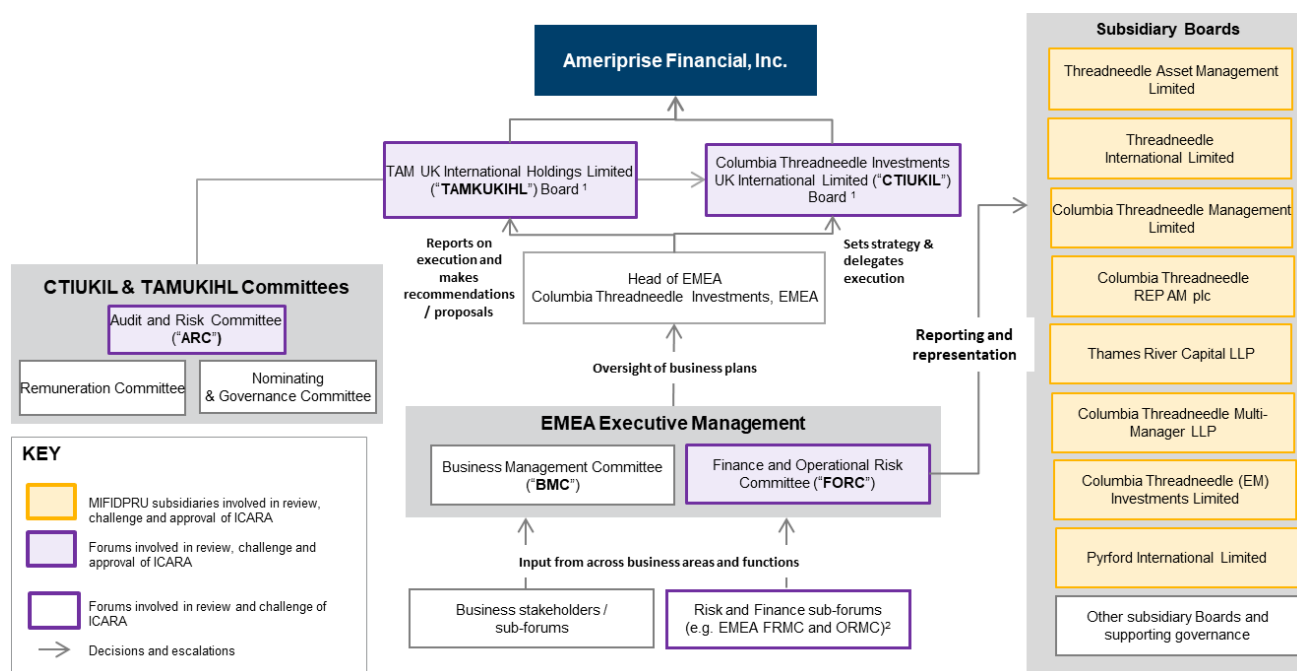 Ameriprise Financial, Inc.
TAM UK International Holdings Limited
("TAMKUKIHL") Board ¹
Columbia Threadneedle Investments
UK International Limited ("CTIUKIL")
Board ¹
Reports on
execution and
makes
recommendations
/ proposals
Sets strategy &
delegates
execution
Head of EMEA
Columbia Threadneedle Investments, EMEA
CTIUKIL & TAMUKIHL Committees
Audit and Risk Committee
("ARC")
Remuneration Committee
Nominating
& Governance Committee
Oversight of business plans
EMEA Executive Management
Business Management Committee
("BMC")
Finance and Operational Risk
Committee ("FORC")
Input from across business areas and functions
Business stakeholders /
sub-forums
Risk and Finance sub-forums
(e.g. EMEA FRMC and ORMC)²
Reporting and
representation
Subsidiary Boards
Threadneedle Asset Management
Limited
Threadneedle
International Limited
Columbia Threadneedle Management
Limited
Columbia Threadneedle
REP AM plc
Thames River Capital LLP
Columbia Threadneedle Multi-
Manager LLP
Columbia Threadneedle (EM)
Investments Limited
Pyrford International Limited
Other subsidiary Boards and
supporting governance
KEY
MIFIDPRU subsidiaries involved in review,
challenge and approval of ICARA
Forums involved in review, challenge and
approval of ICARA
Forums involved in review and challenge of
ICARA
Decisions and escalations